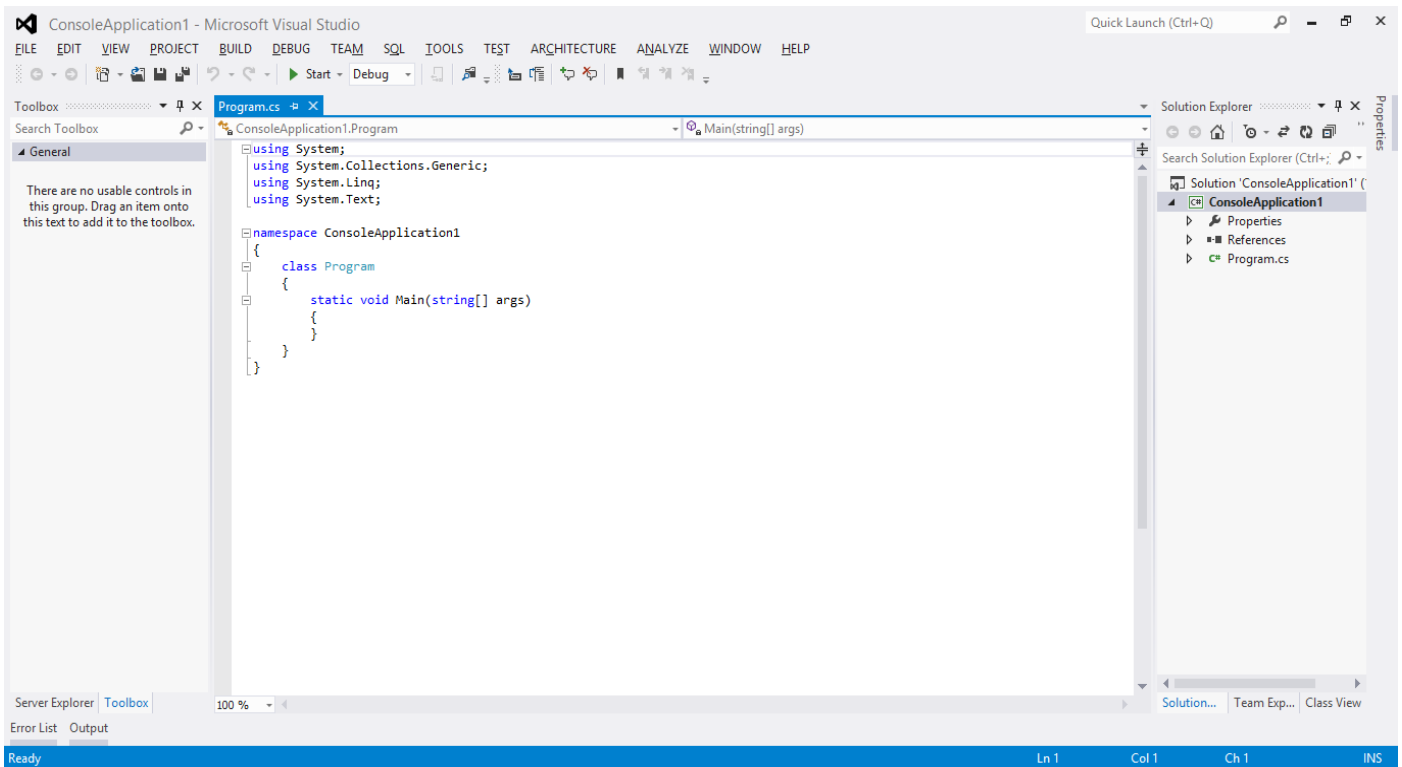 ConsoleApplication1 - Microsoft Visual Studio
Quick Launch (Ctrl+Q)
FILE EDIT VIEW PROJECT BUILD DEBUG TEAM SQL TOOLS TEST ARCHITECTURE ANALYZE WINDOW HELP
Start Debug
Toolbox
Search Toolbox
General
There are no usable controls in
this group. Drag an item onto
this text to add it to the toolbox.
Server Explorer Toolbox
Program.cs
ConsoleApplication1.Program
Main(string[] args)
using System;
using System.Collections.Generic;
using System.Linq;
using System.Text;
namespace ConsoleApplication1
{
class Program
{
static void Main(string[] args)
{
}
}
}
100 %
Solution Explorer
Search Solution Explorer (Ctrl+;
Solution 'ConsoleApplication1' (
C# ConsoleApplication1
Properties
References
C# Program.cs
Solution... Team Exp... Class View
Properties
Error List Output
Ready Ln 1 Col 1 Ch 1 INS